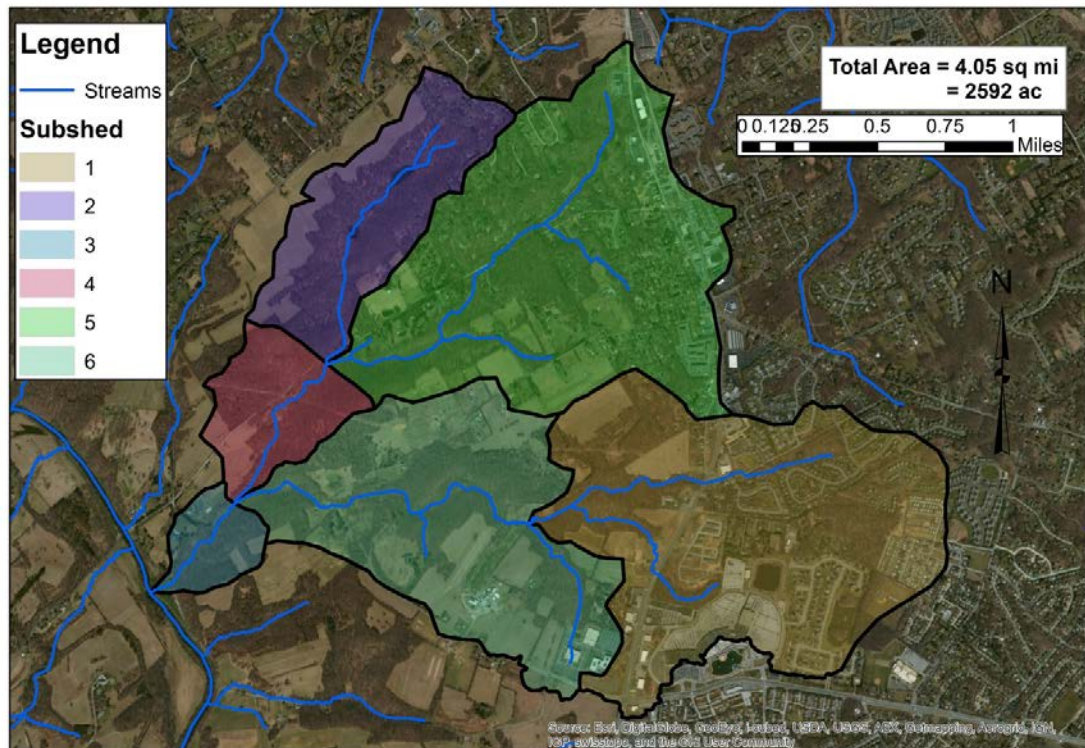 Legend
Streams
Subshed
1
2
3
4
5
6
Total Area = 4.05 sq mi
= 2592 ac
0 0.125 0.25 0.5 0.75 1
Miles
N
Source: Esri, DigitalGlobe, GeoEye, i-cubed, USDA, USGS, AEX, Getmapping, Aerogrid, IGN,
IGP, swisstopo, and the GIS User Community